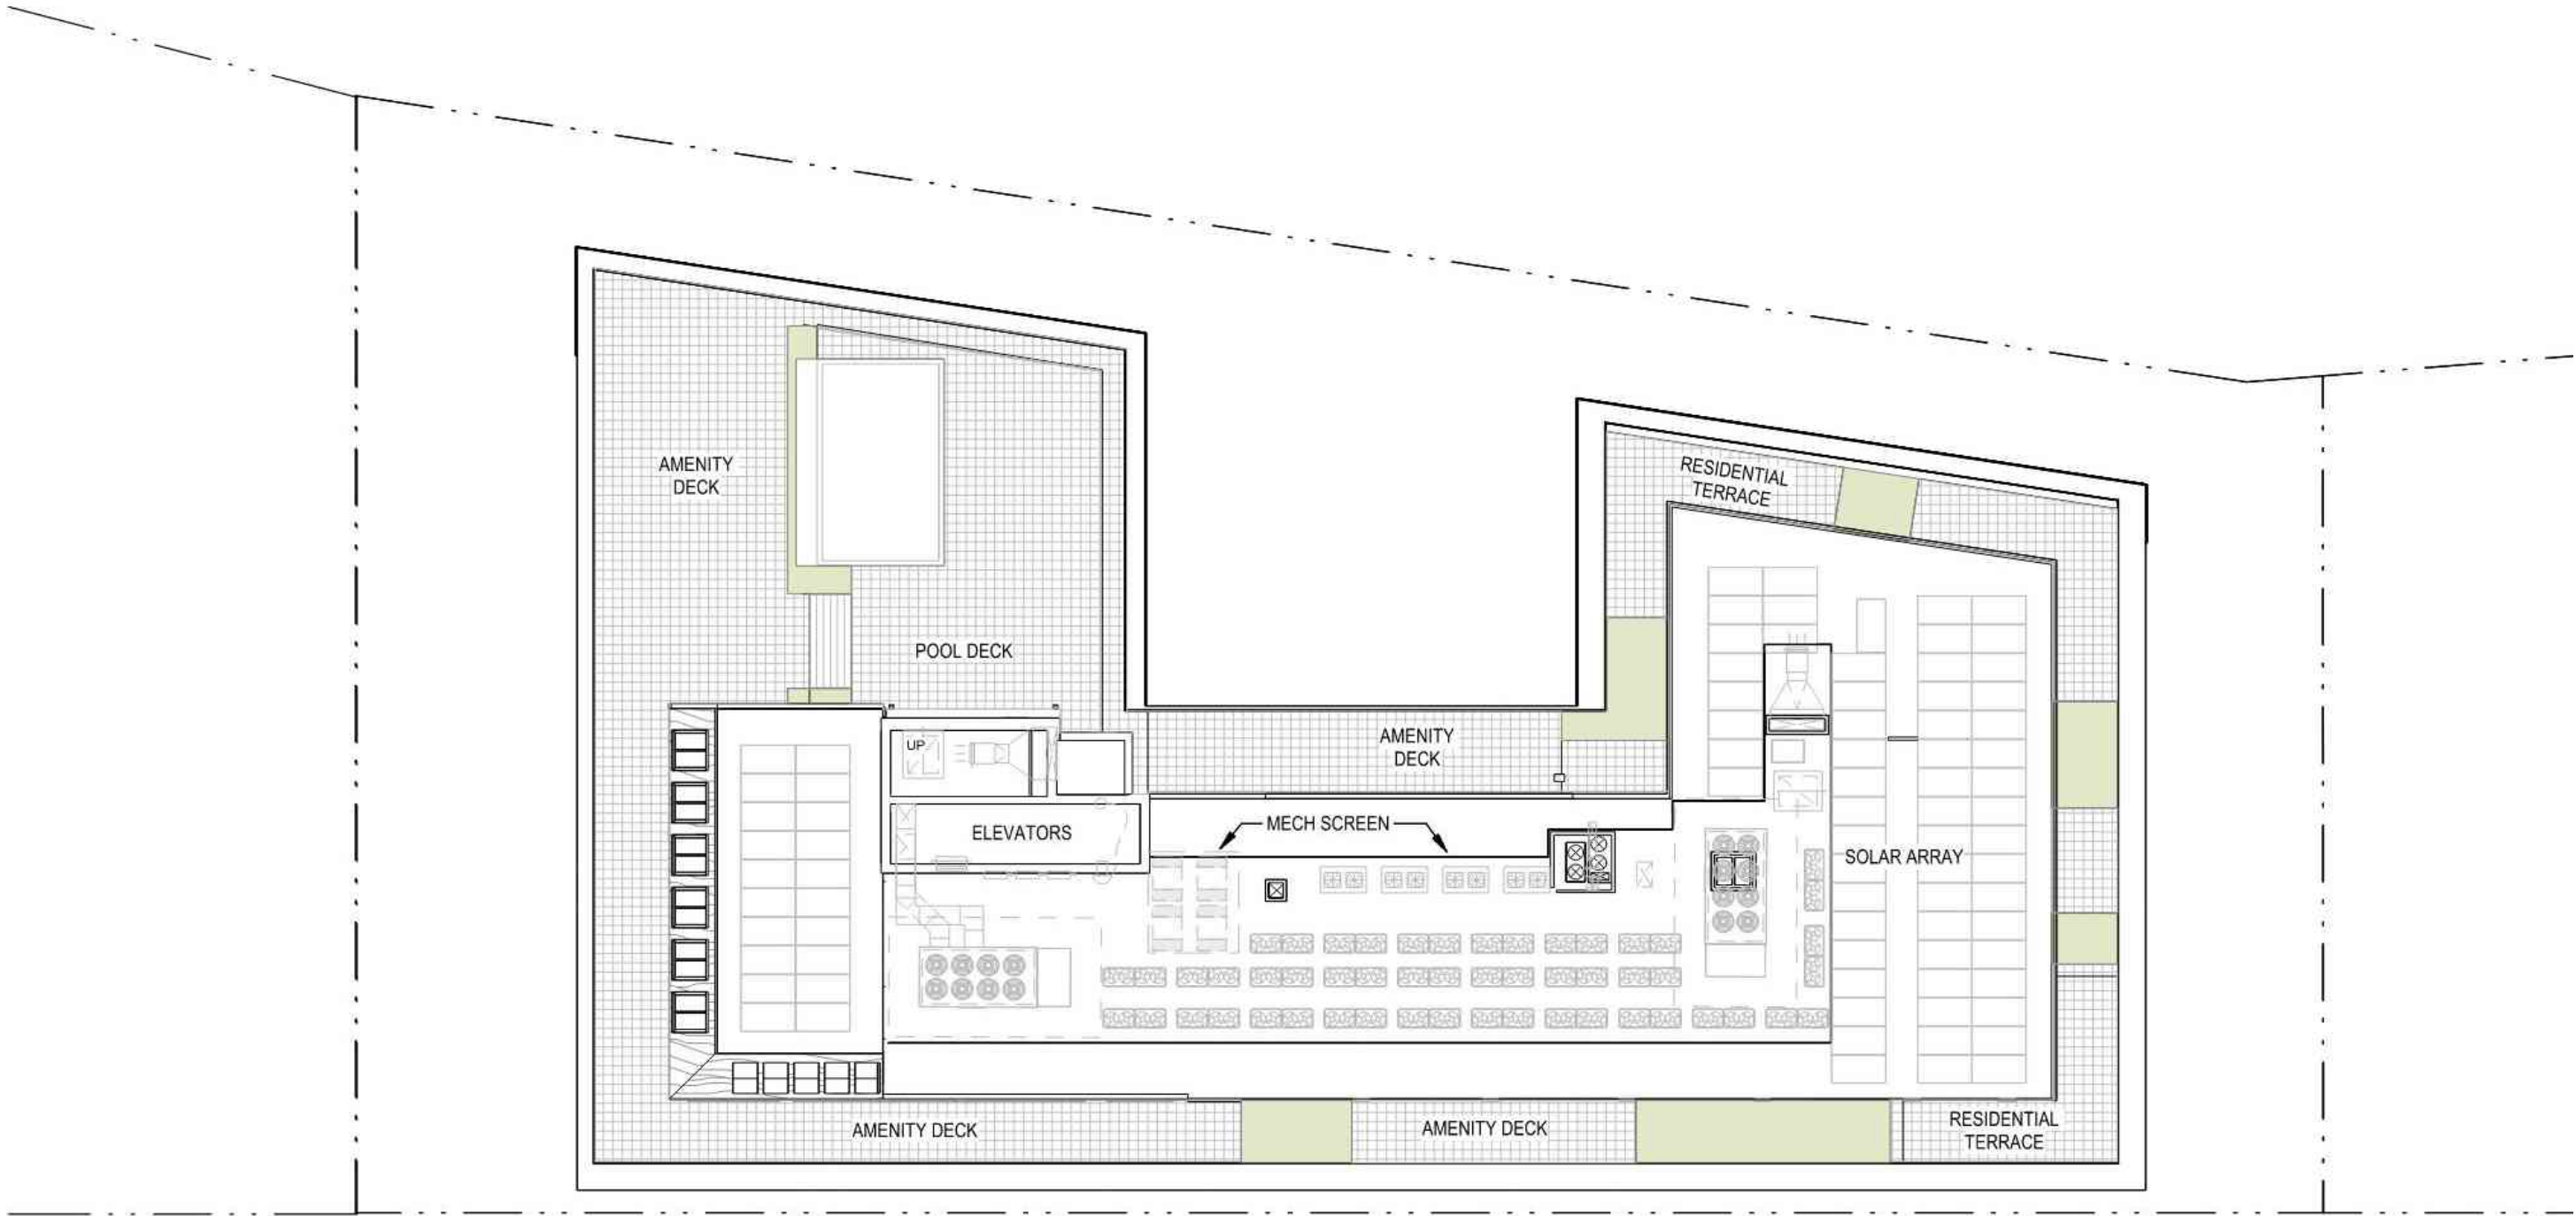 AMENITY
DECK
RESIDENTIAL
TERRACE
POOL DECK
UP
AMENITY
DECK
ELEVATORS
MECH SCREEN
SOLAR ARRAY
AMENITY DECK
AMENITY DECK
RESIDENTIAL
TERRACE